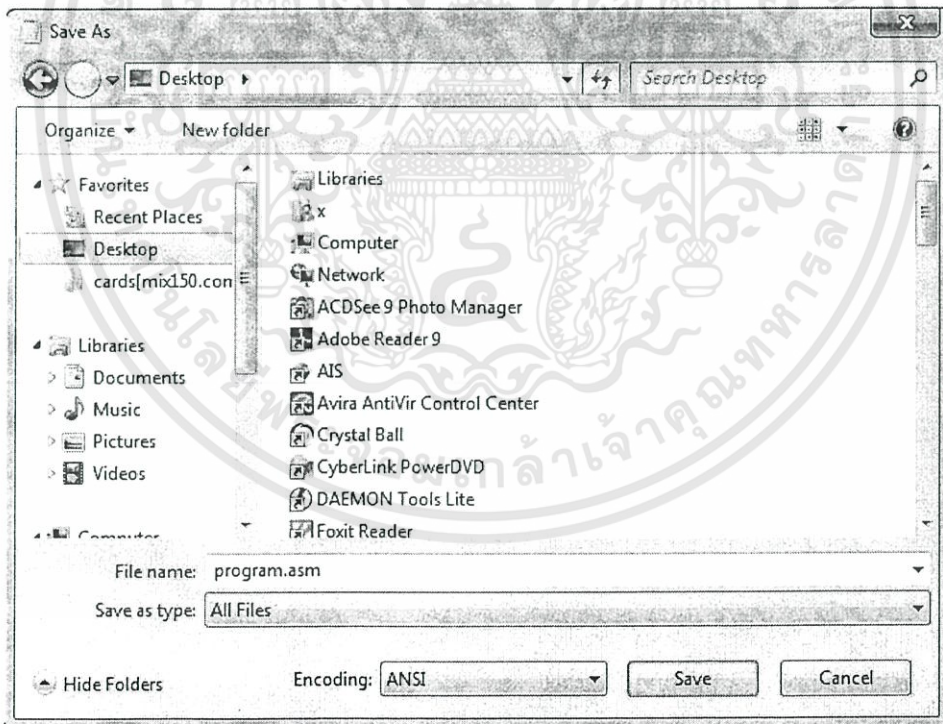 Save As
Desktop
Search Desktop
Organize
New folder
Favorites
Recent Places
Desktop
cards[mix150.con
Libraries
Documents
Music
Pictures
Videos
Computer
Libraries
x
Computer
Network
ACDSee 9 Photo Manager
Adobe Reader 9
AIS
Avira AntiVir Control Center
Crystal Ball
CyberLink PowerDVD
DAEMON Tools Lite
Foxit Reader
File name: program.asm
Save as type: All Files
Hide Folders
Encoding: ANSI
Save
Cancel